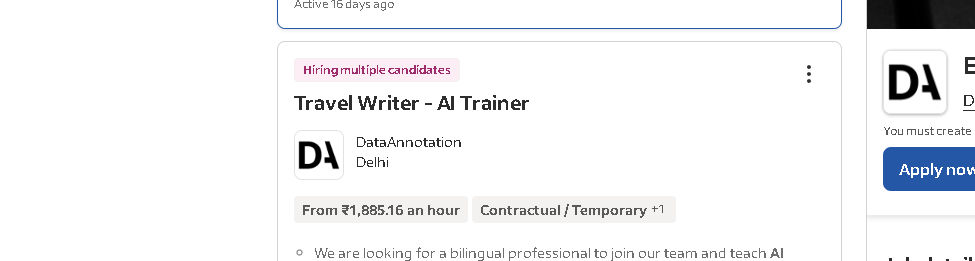 Active 16 days ago
Hiring multiple candidates
Travel Writer - AI Trainer
DA
DataAnnotation
Delhi
From ₹1,885.16 an hour
Contractual / Temporary +1
We are looking for a bilingual professional to join our team and teach AI
DA
E
D
You must create
Apply now